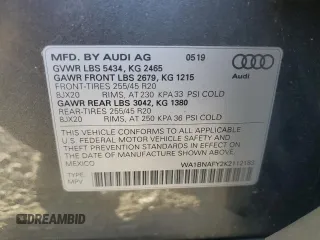 MFD. BY AUDI AG 0519
GVWR LBS 5434, KG 2465
GAWR FRONT LBS 2679, KG 1215
FRONT-TIRES 255/45 R20
8JX20 RIMS, AT 230 KPA 33 PSI COLD
GAWR REAR LBS 3042, KG 1380
REAR-TIRES 255/45 R20
8JX20 RIMS, AT 250 KPA 36 PSI COLD
Audi
THIS VEHICLE CONFORMS TO ALL APPLICABLE
U.S. FEDERAL MOTOR VEHICLE SAFETY, BUMPER, AND
THEFT PREVENTION STANDARDS IN EFFECT ON THE
DATE OF MANUFACTURE SHOWN ABOVE.
TYPE:
MPV
DREAMBID